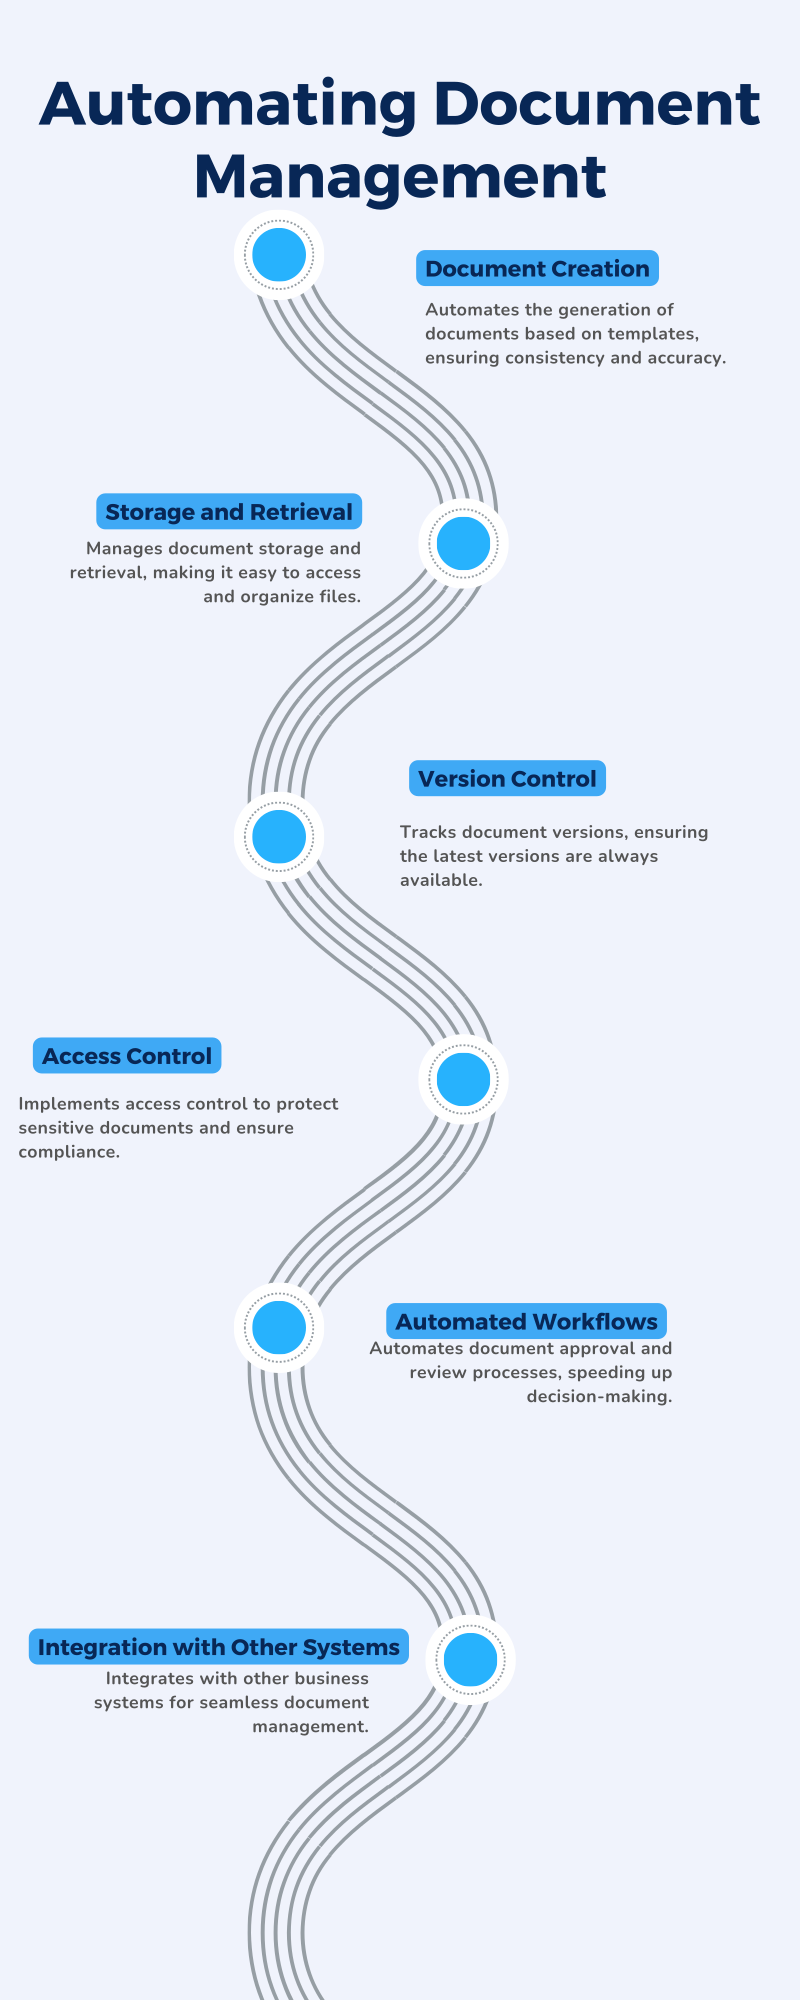 Automating Document
Management
Document Creation
Automates the generation of
documents based on templates,
ensuring consistency and accuracy.
Storage and Retrieval
Manages document storage and
retrieval, making it easy to access
and organize files.
Version Control
Tracks document versions, ensuring
the latest versions are always
available.
Access Control
Implements access control to protect
sensitive documents and ensure
compliance.
Automated Workflows
Automates document approval and
review processes, speeding up
decision-making.
Integration with Other Systems
Integrates with other business
systems for seamless document
management.